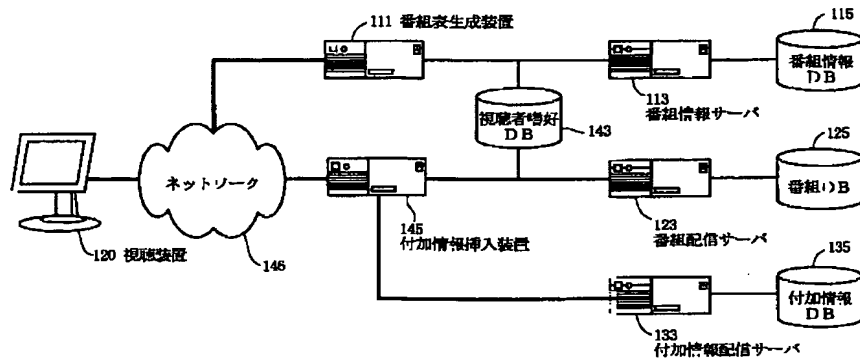 111 番組表生成装置
115
番組情報
DB
113
番組情報サーバ
視聴者嗜好
DB
143
125
番組DB
ネットワーク
145
付加情報挿入装置
123
番組配信サーバ
120 視聴装置
146
135
付加情報
DB
133
付加情報配信サーバ